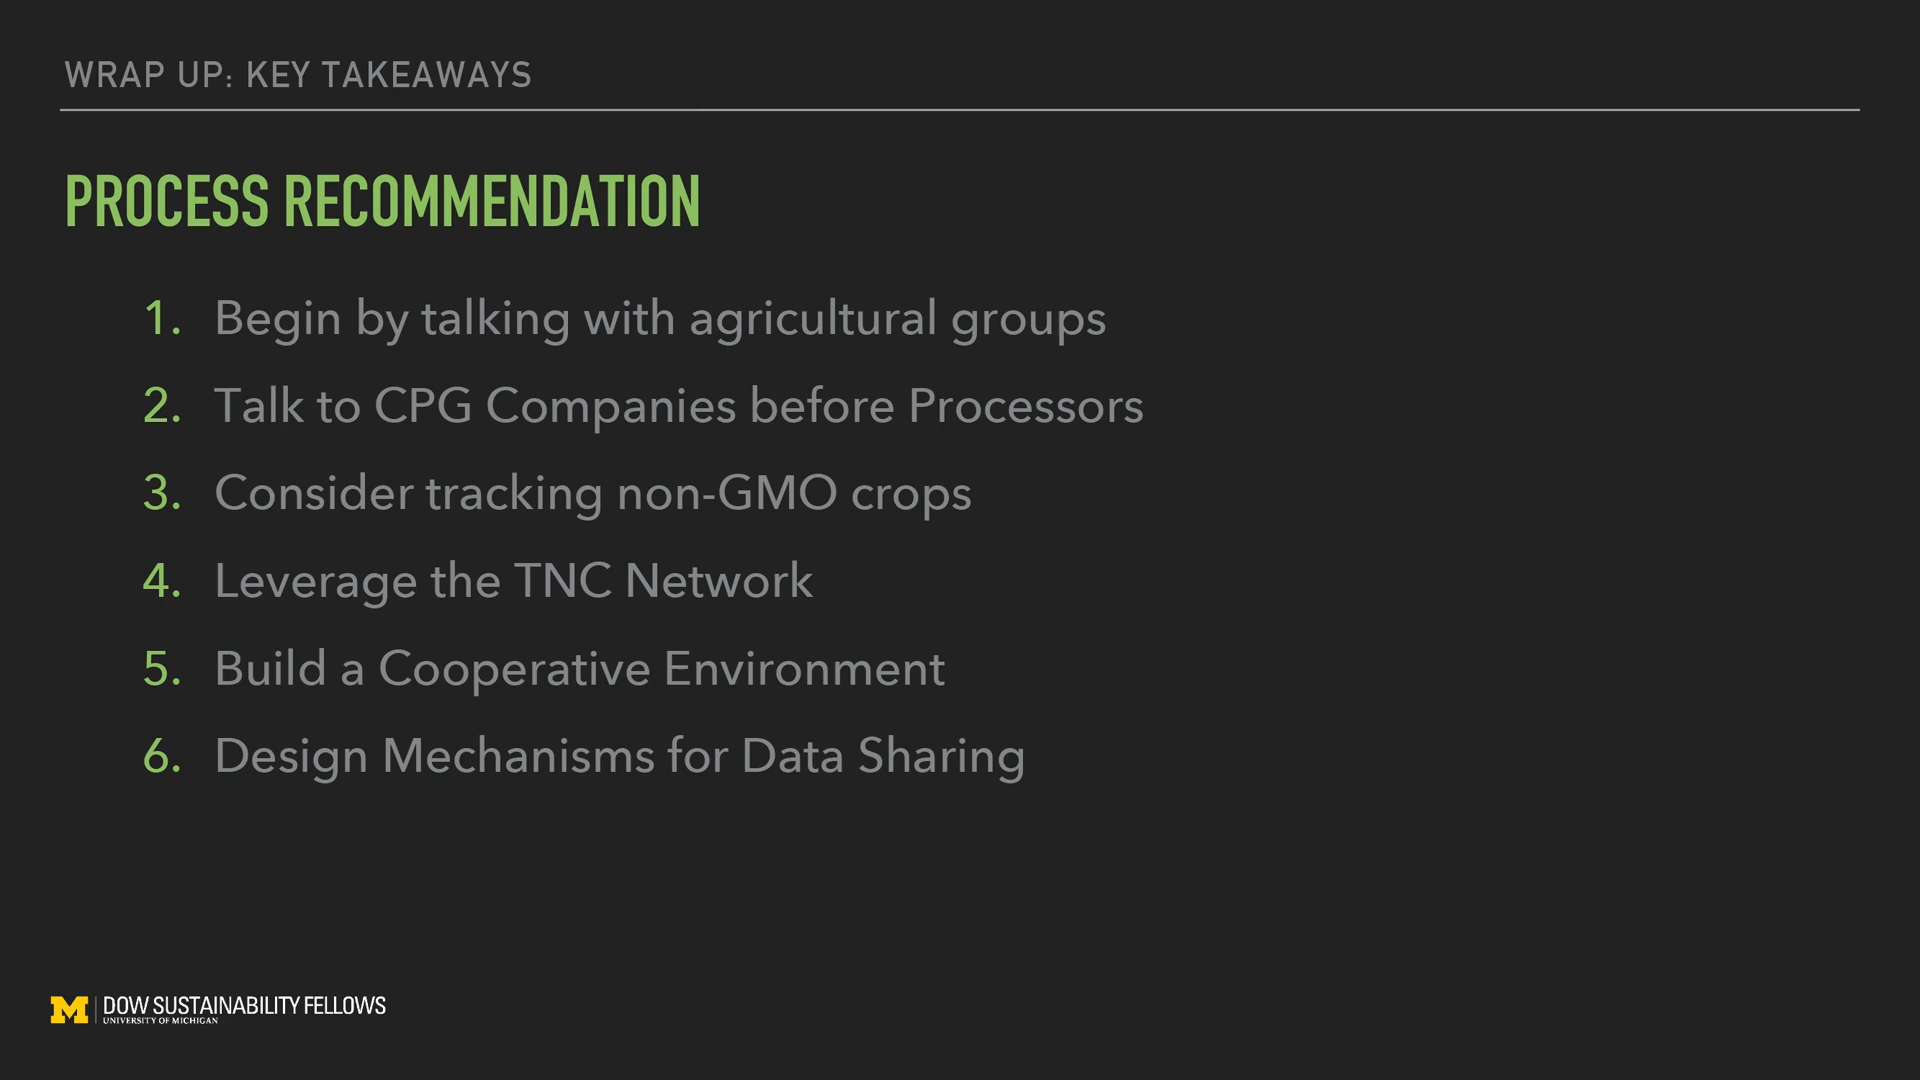 WRAP UP: KEY TAKEAWAYS
PROCESS RECOMMENDATION
1. Begin by talking with agricultural groups
2. Talk to CPG Companies before Processors
3. Consider tracking non-GMO crops
4. Leverage the TNC Network
5. Build a Cooperative Environment
6. Design Mechanisms for Data Sharing
M DOW SUSTAINABILITY FELLOWS
UNIVERSITY OF MICHIGAN